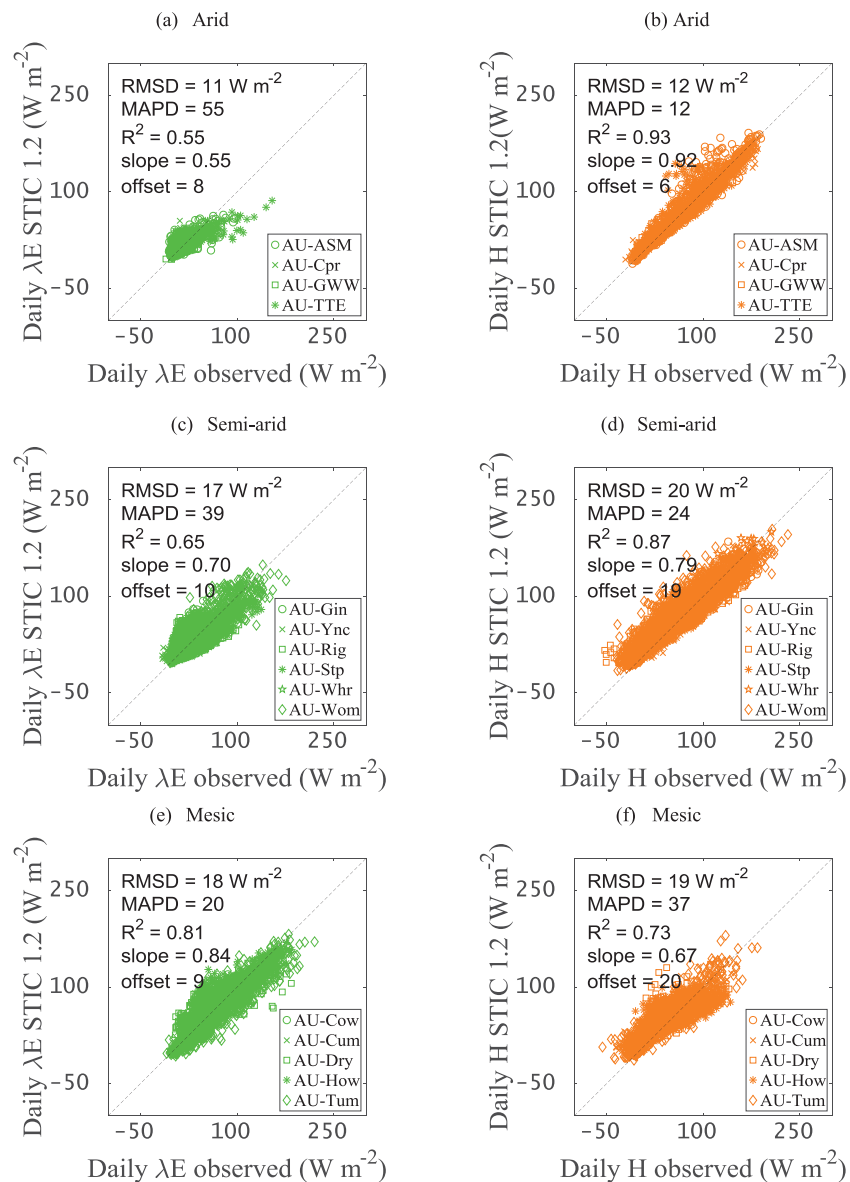 (a) Arid
Daily λE STIC 1.2 (W m-2)
250
100
−50
RMSD = 11 W m-2
MAPD = 55
R2 = 0.55
slope = 0.55
offset = 8
AU-ASM
AU-Cpr
AU-GWW
AU-TTE
−50 100 250
Daily λE observed (W m-2)
(b) Arid
Daily H STIC 1.2(W m-2)
250
100
−50
RMSD = 12 W m-2
MAPD = 12
R2 = 0.93
slope = 0.92
offset = 6
AU-ASM
AU-Cpr
AU-GWW
AU-TTE
−50 100 250
Daily H observed (W m-2)
(c) Semi-arid
Daily λE STIC 1.2 (W m-2)
250
100
−50
RMSD = 17 W m-2
MAPD = 39
R2 = 0.65
slope = 0.70
offset = 10
AU-Gin
AU-Ync
AU-Rig
AU-Stp
AU-Whr
AU-Wom
−50 100 250
Daily λE observed (W m-2)
(d) Semi-arid
Daily H STIC 1.2 (W m-2)
250
100
−50
RMSD = 20 W m-2
MAPD = 24
R2 = 0.87
slope = 0.79
offset = 19
AU-Gin
AU-Ync
AU-Rig
AU-Stp
AU-Whr
AU-Wom
−50 100 250
Daily H observed (W m-2)
(e) Mesic
Daily λE STIC 1.2 (W m-2)
250
100
−50
RMSD = 18 W m-2
MAPD = 20
R2 = 0.81
slope = 0.84
offset = 9
AU-Cow
AU-Cum
AU-Dry
AU-How
AU-Tum
−50 100 250
Daily λE observed (W m-2)
(f) Mesic
Daily H STIC 1.2 (W m-2)
250
100
−50
RMSD = 19 W m-2
MAPD = 37
R2 = 0.73
slope = 0.67
offset = 20
AU-Cow
AU-Cum
AU-Dry
AU-How
AU-Tum
−50 100 250
Daily H observed (W m-2)